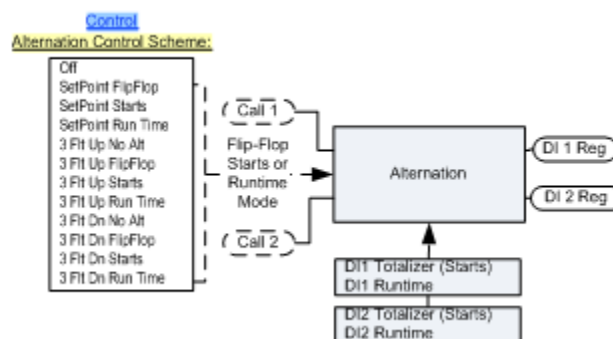 Control
Alternation Control Scheme:
Off
SetPoint FlipFlop
SetPoint Starts
SetPoint Run Time
3 Flt Up No Alt
3 Flt Up FlipFlop
3 Flt Up Starts
3 Flt Up Run Time
3 Flt Dn No Alt
3 Flt Dn FlipFlop
3 Flt Dn Starts
3 Flt Dn Run Time
Call 1
Flip-Flop
Starts or
Runtime
Mode
Call 2
Alternation
DI 1 Reg
DI 2 Reg
DI1 Totalizer (Starts)
DI1 Runtime
DI2 Totalizer (Starts)
DI2 Runtime